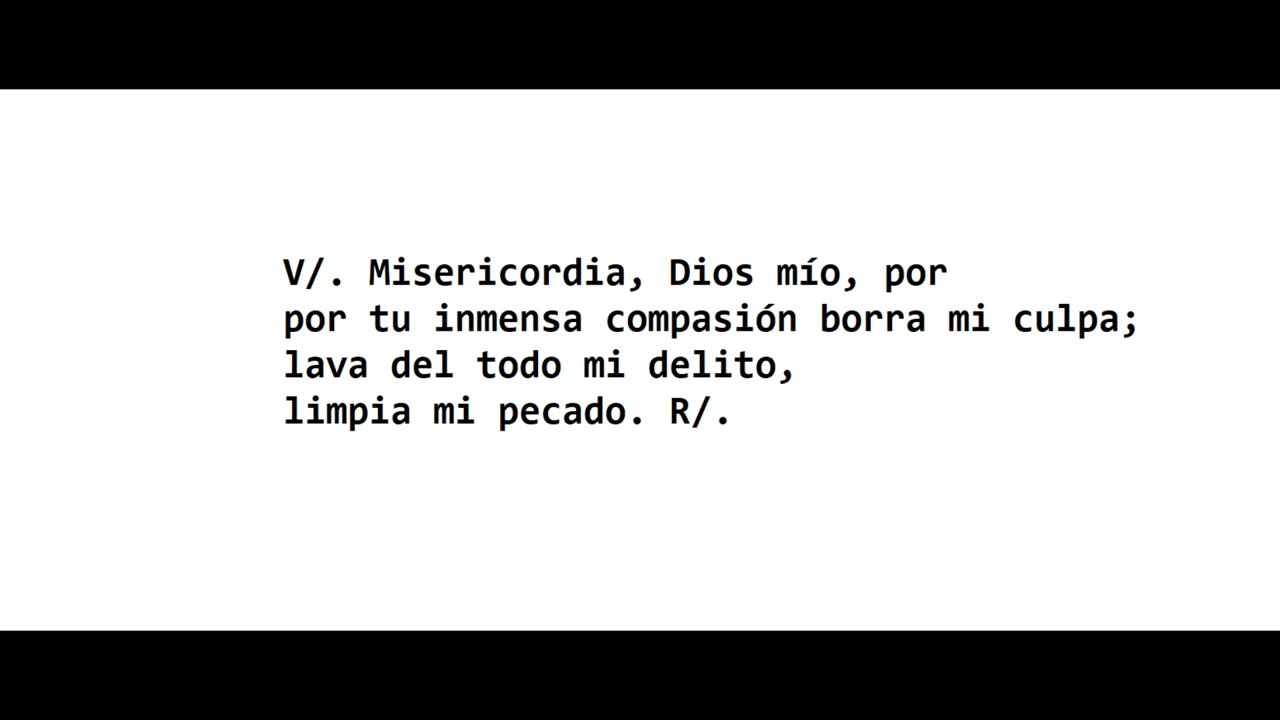 V/. Misericordia, Dios mío, por
por tu inmensa compasión borra mi culpa;
lava del todo mi delito,
limpia mi pecado. R/.